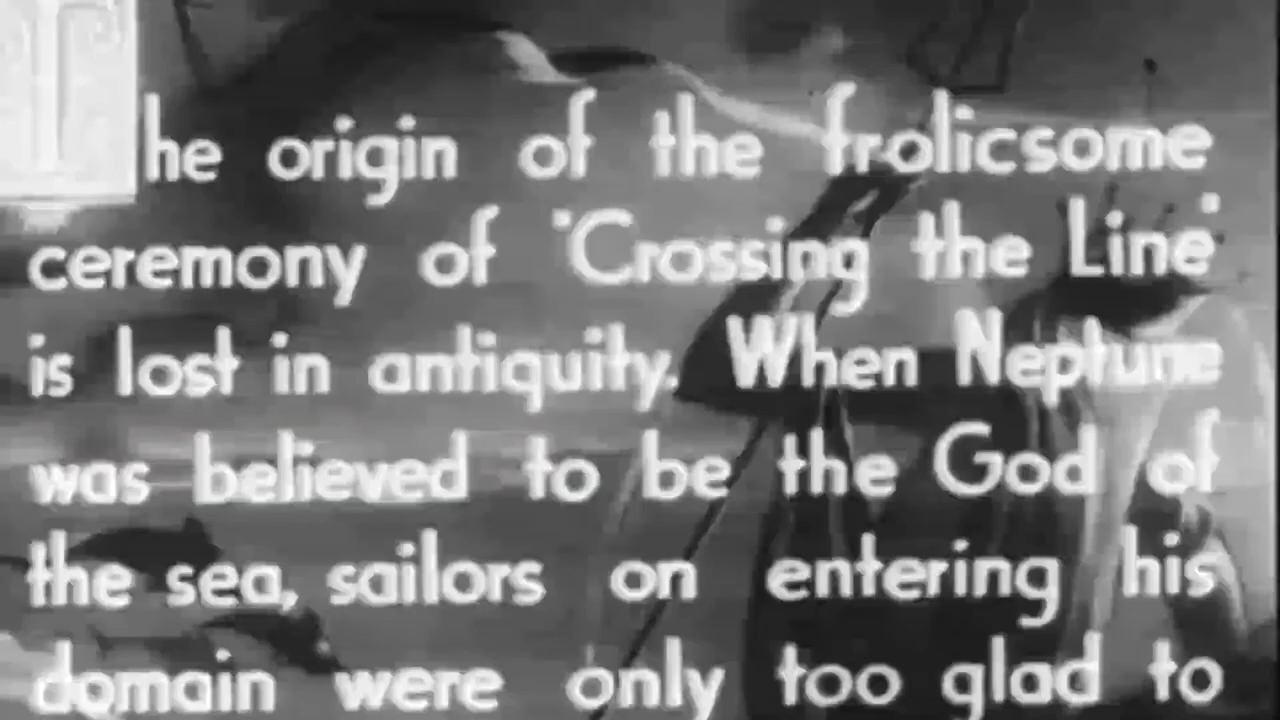 The origin of the frolicsome
ceremony of "Crossing the Line"
is lost in antiquity. When Neptune
was believed to be the God of
the sea, sailors on entering his
domain were only too glad to